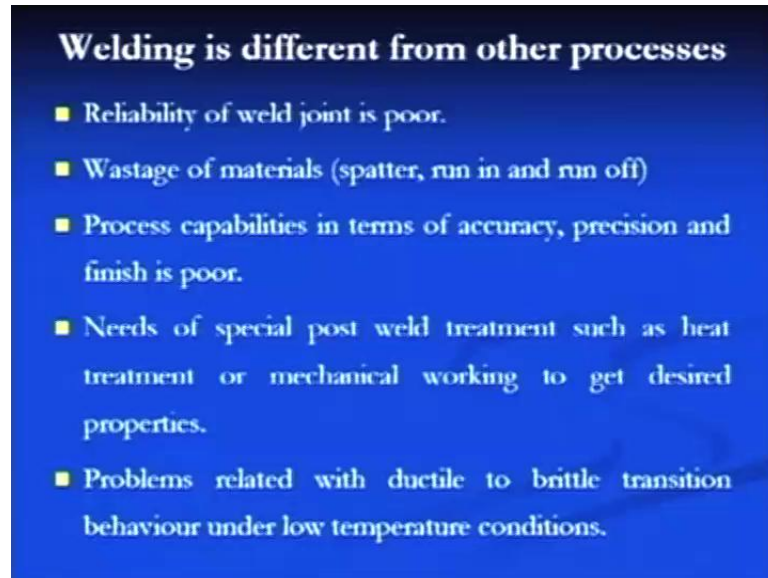 Welding is different from other processes
Reliability of weld joint is poor.
Wastage of materials (spatter, run in and run off)
Process capabilities in terms of accuracy, precision and
finish is poor.
Needs of special post weld treatment such as heat
treatment or mechanical working to get desired
properties.
Problems related with ductile to brittle transition
behaviour under low temperature conditions.